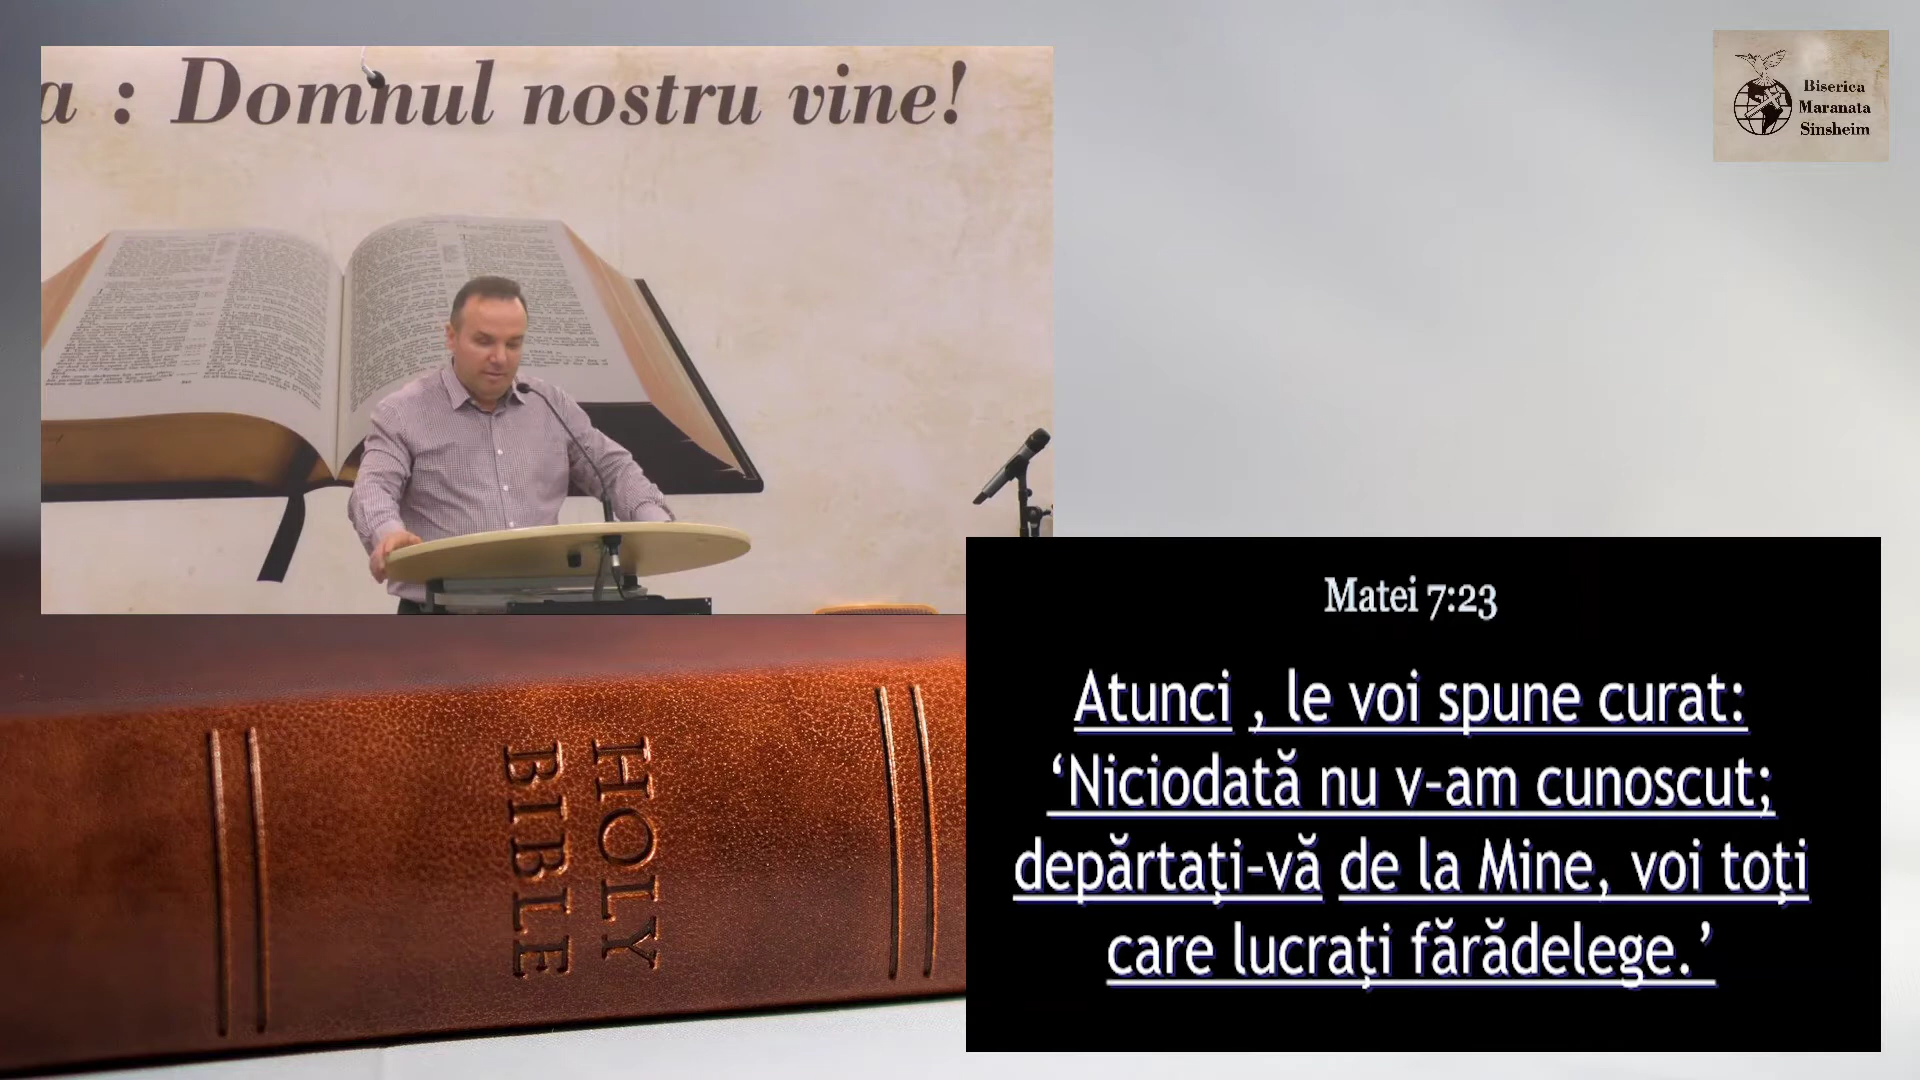 a : Domnul nostru vine!
Biserica
Maranata
Sinsheim
Matei 7:23
Atunci , le voi spune curat:
‘Niciodată nu v-am cunoscut;
depărtați-vă de la Mine, voi toți
care lucrați fărădelege.’
HOLY
BIBLE